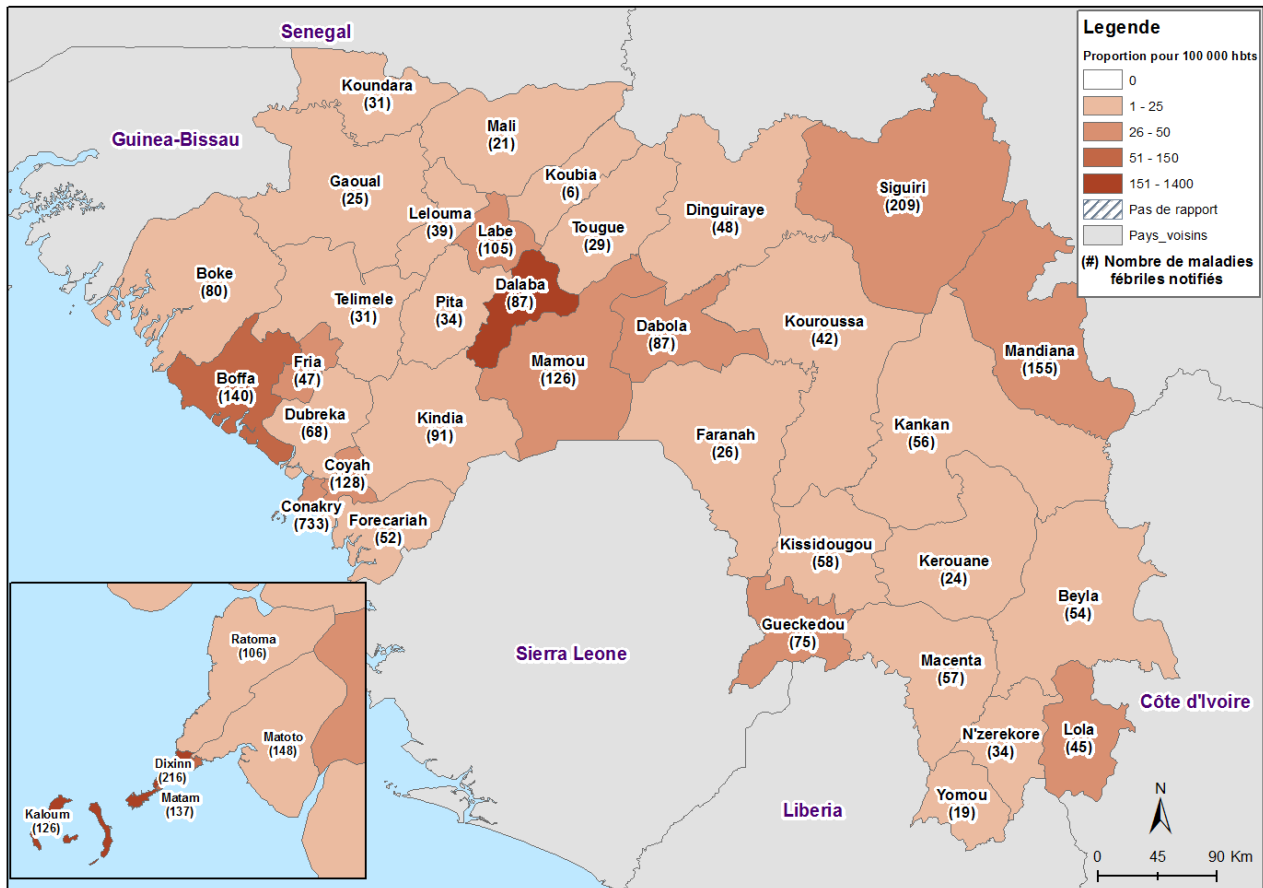 Senegal
Legende
Proportion pour 100 000 hbts
0
1 - 25
26 - 50
51 - 150
151 - 1400
Pas de rapport
Pays_voisins
(#) Nombre de maladies
fébriles notifiés
Koundara
(31)
Guinea-Bissau
Mali
(21)
Gaoual
(25)
Koubia
(6)
Siguiri
(209)
Lelouma
(39)
Labe
(105)
Tougue
(29)
Dinguiraye
(48)
Boke
(80)
Telimele
(31)
Pita
(34)
Dalaba
(87)
Dabola
(87)
Kouroussa
(42)
Mandiana
(155)
Fria
(47)
Boffa
(140)
Mamou
(126)
Dubreka
(68)
Kindia
(91)
Faranah
(26)
Kankan
(56)
Coyah
(128)
Conakry
(733)
Forecariah
(52)
Kissidougou
(58)
Kerouane
(24)
Beyla
(54)
Gueckedou
(75)
Sierra Leone
Macenta
(57)
Côte d'Ivoire
N'zerekore
(34)
Lola
(45)
Yomou
(19)
Liberia
Ratoma
(106)
Matoto
(148)
Dixinn
(216)
Matam
(137)
Kaloum
(126)
N
0 45 90 Km